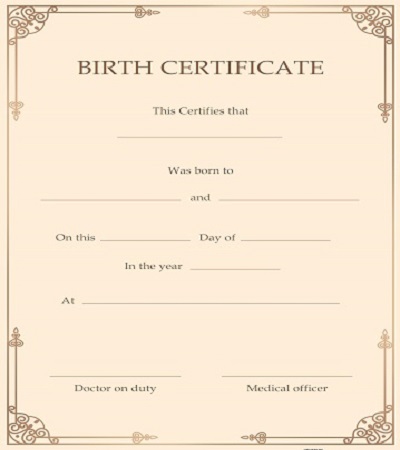 BIRTH CERTIFICATE
This Certifies that
Was born to
and
On this Day of
In the year
At
Doctor on duty Medical officer